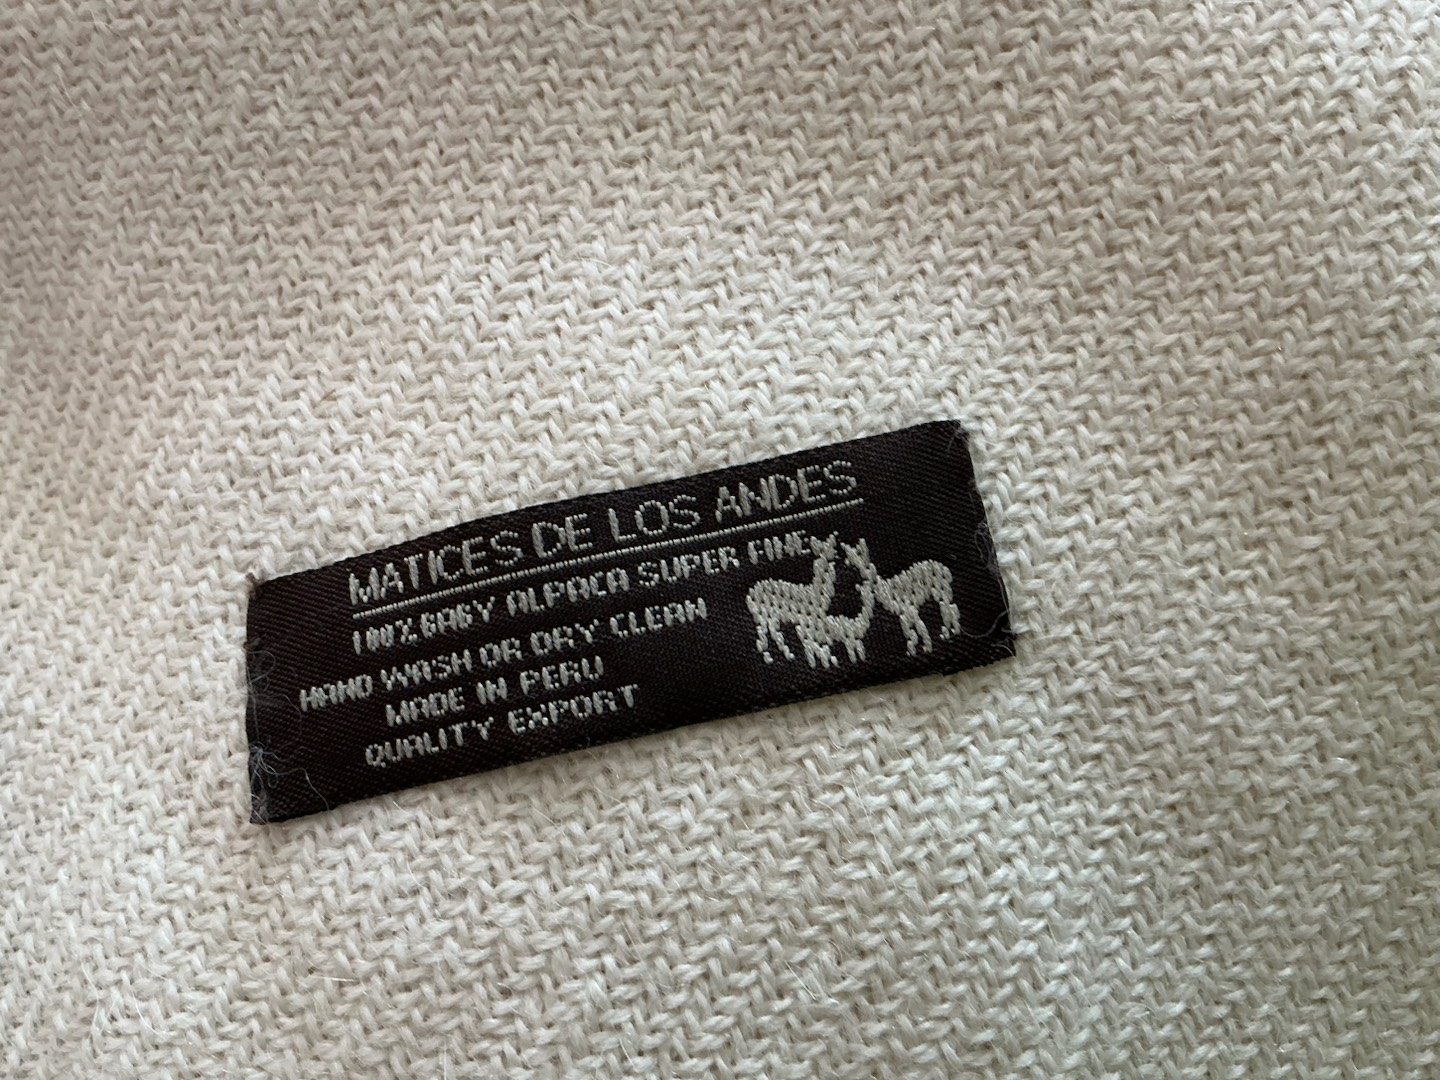 MATICES DE LOS ANDES
100% BABY ALPACA SUPER FINE
HAND WASH OR DRY CLEAN
MADE IN PERU
QUALITY EXPORT